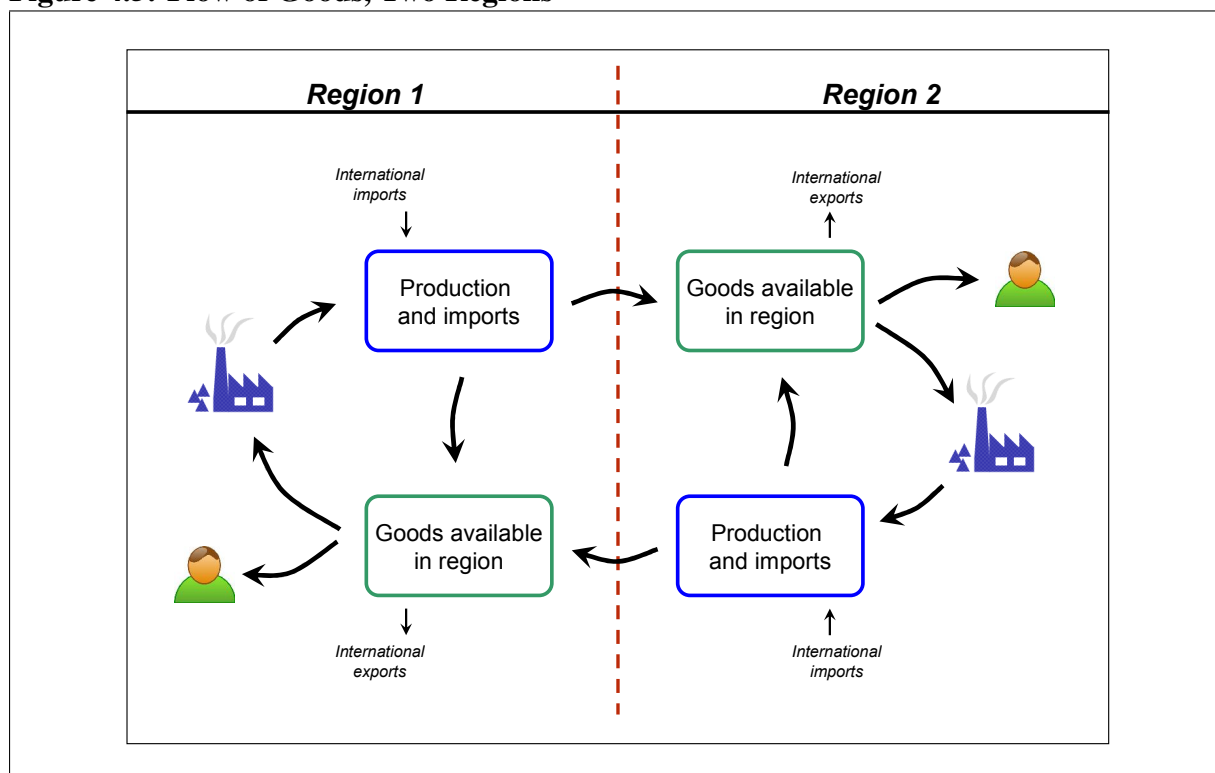 Region 1
Region 2
International
imports
International
exports
Production
and imports
Goods available
in region
Goods available
in region
Production
and imports
International
exports
International
imports